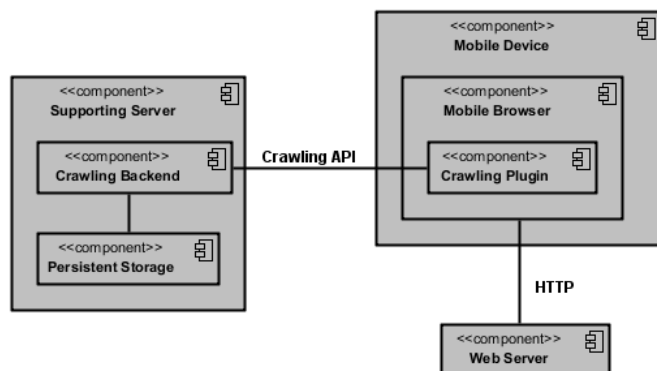 <<component>>
Supporting Server
<<component>>
Crawling Backend
<<component>>
Persistent Storage
Crawling API
<<component>>
Mobile Device
<<component>>
Mobile Browser
<<component>>
Crawling Plugin
HTTP
<<component>>
Web Server